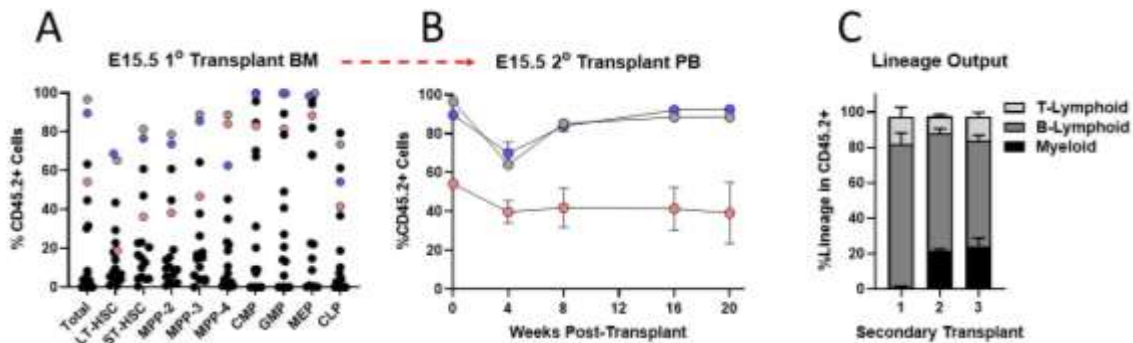 A
B
C
E15.5 1° Transplant BM
E15.5 2° Transplant PB
Lineage Output
% CD45.2+ Cells
100
80
60
40
20
0
Total
LT-HSC
ST-HSC
MPP-2
MPP-3
MPP-4
CMP
GMP
MEP
CLP
%CD45.2+ Cells
100
80
60
40
20
0
0
4
8
12
16
20
Weeks Post-Transplant
%Lineage in CD45.2+
100
80
60
40
20
0
1
2
3
Secondary Transplant
T-Lymphoid
B-Lymphoid
Myeloid